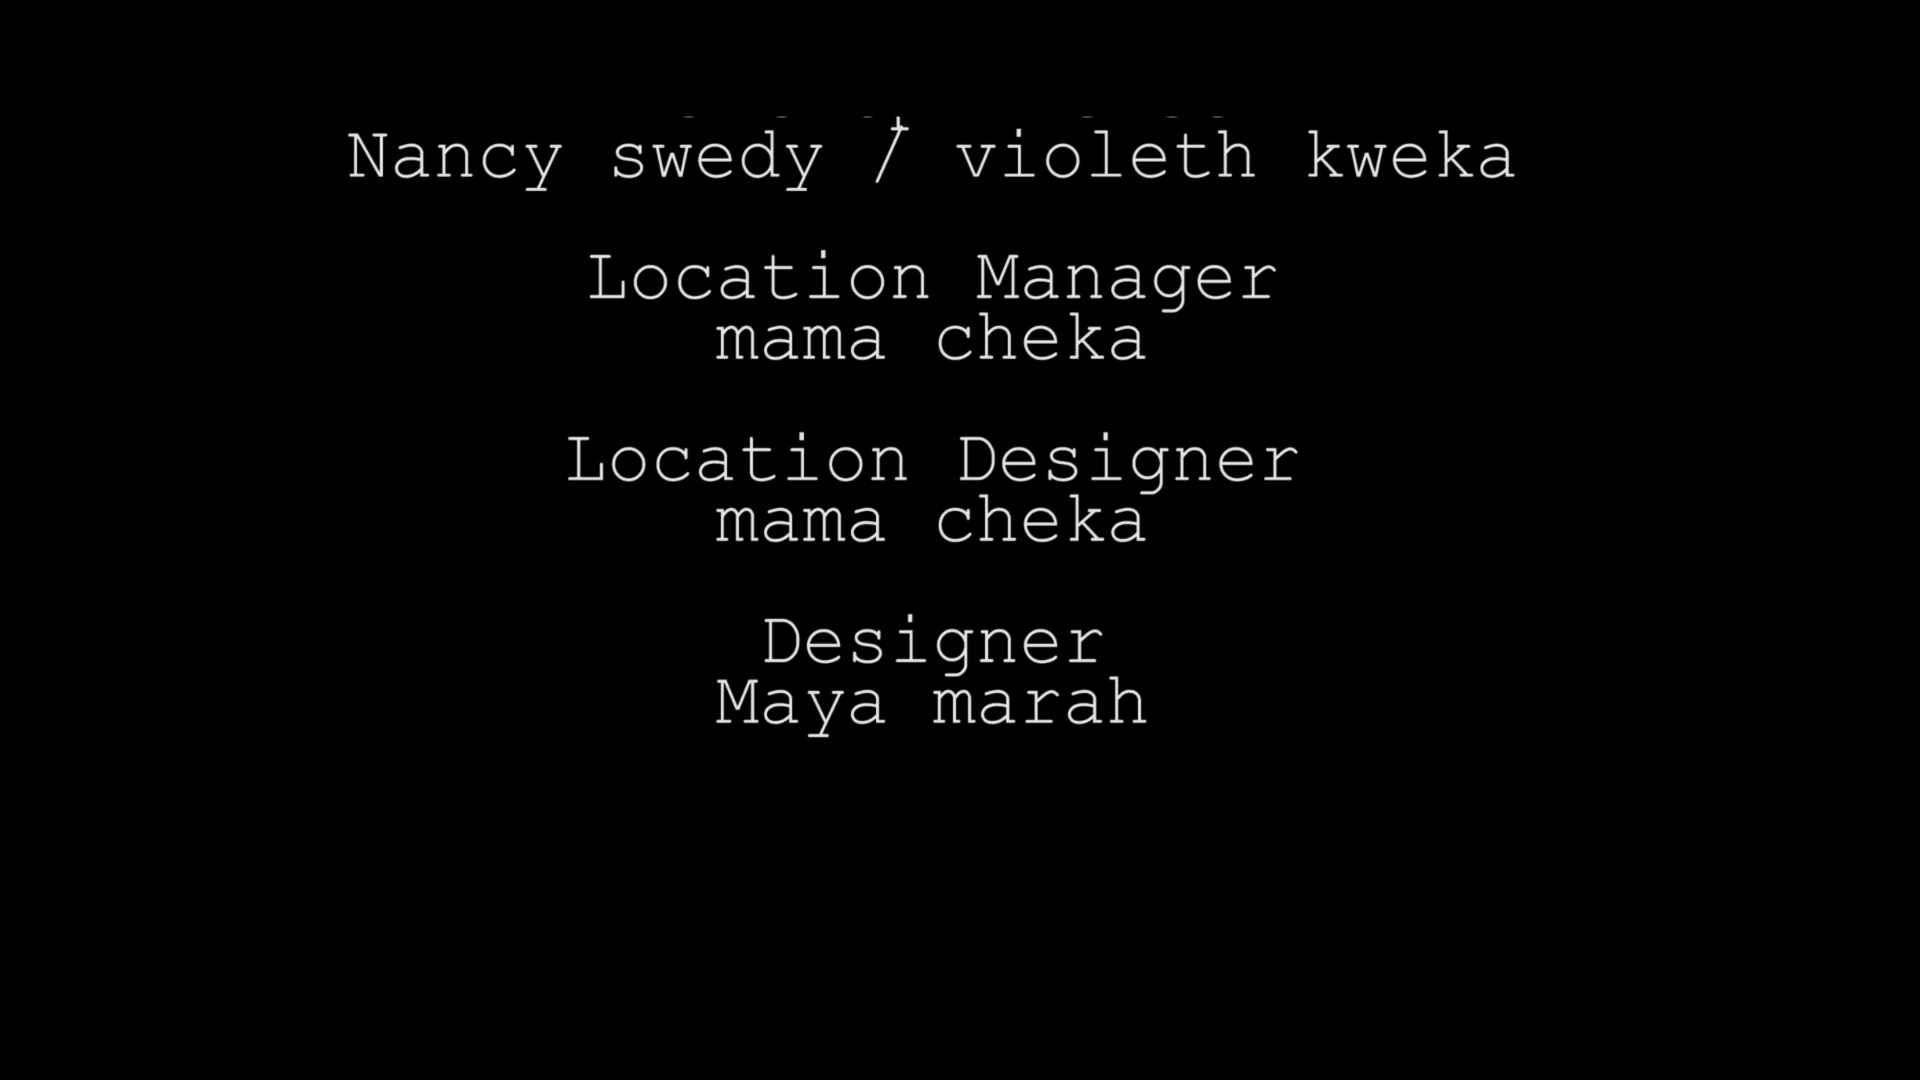 Nancy swedy / violeth kweka
Location Manager
mama cheka
Location Designer
mama cheka
Designer
Maya marah